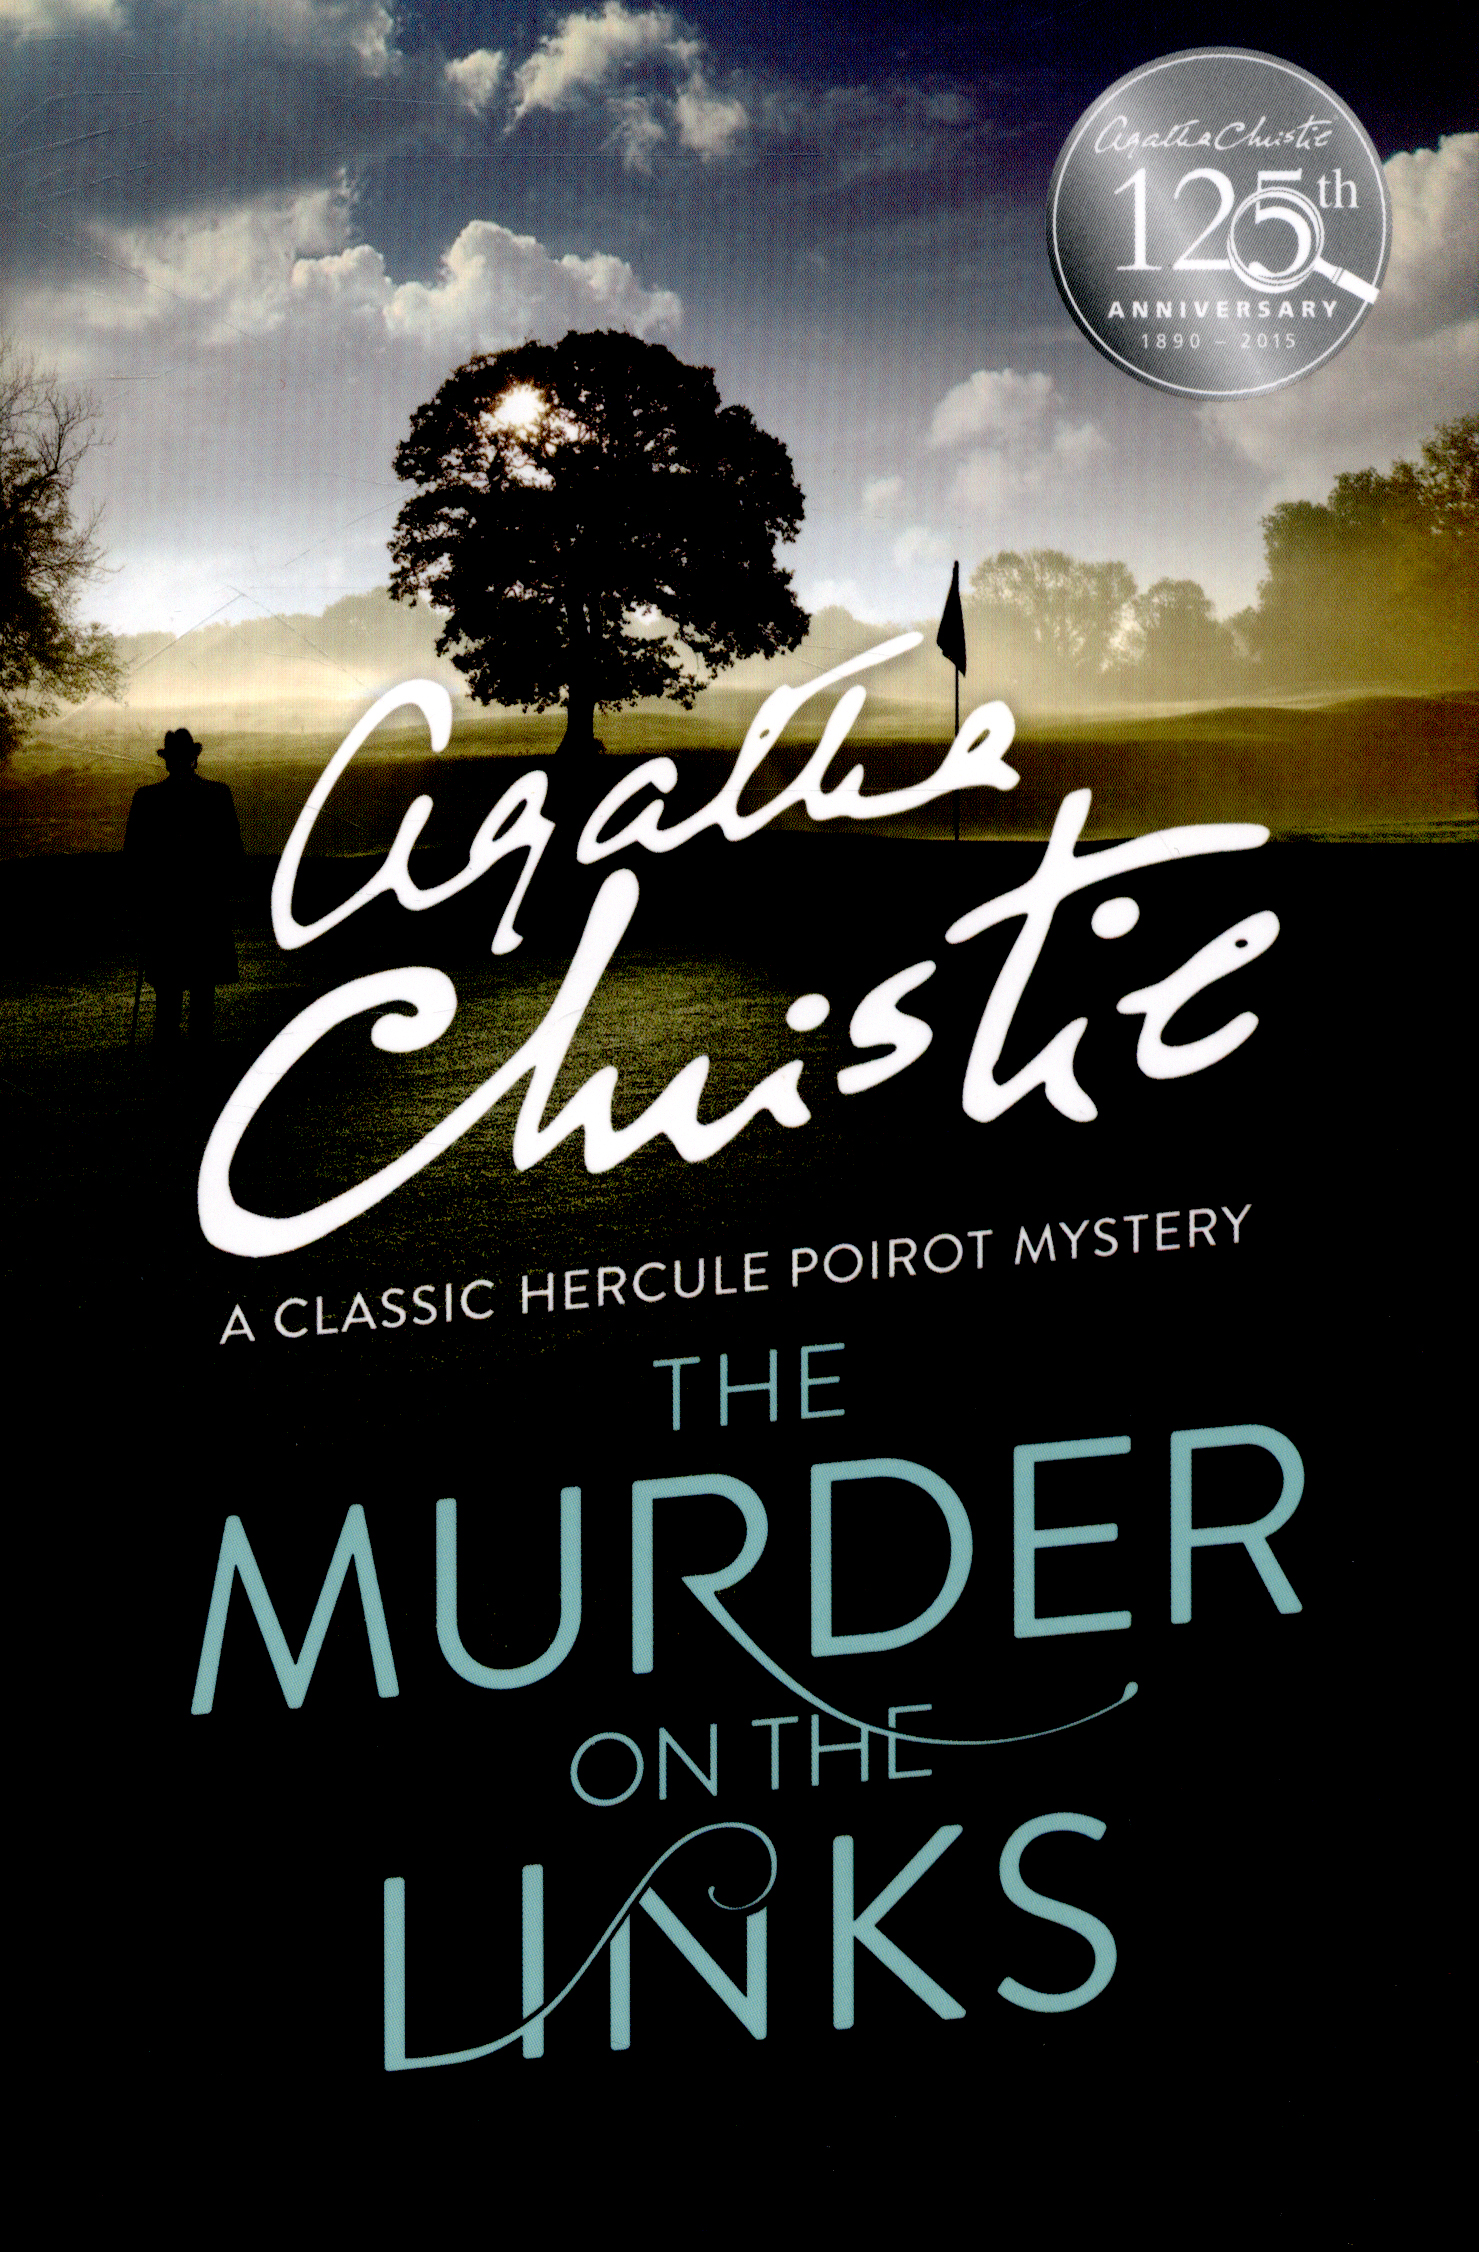 Agatha Christie
125th
ANNIVERSARY
1890 – 2015
Agatha
Christie
A CLASSIC HERCULE POIROT MYSTERY
THE
MURDER
ON THE
LINKS